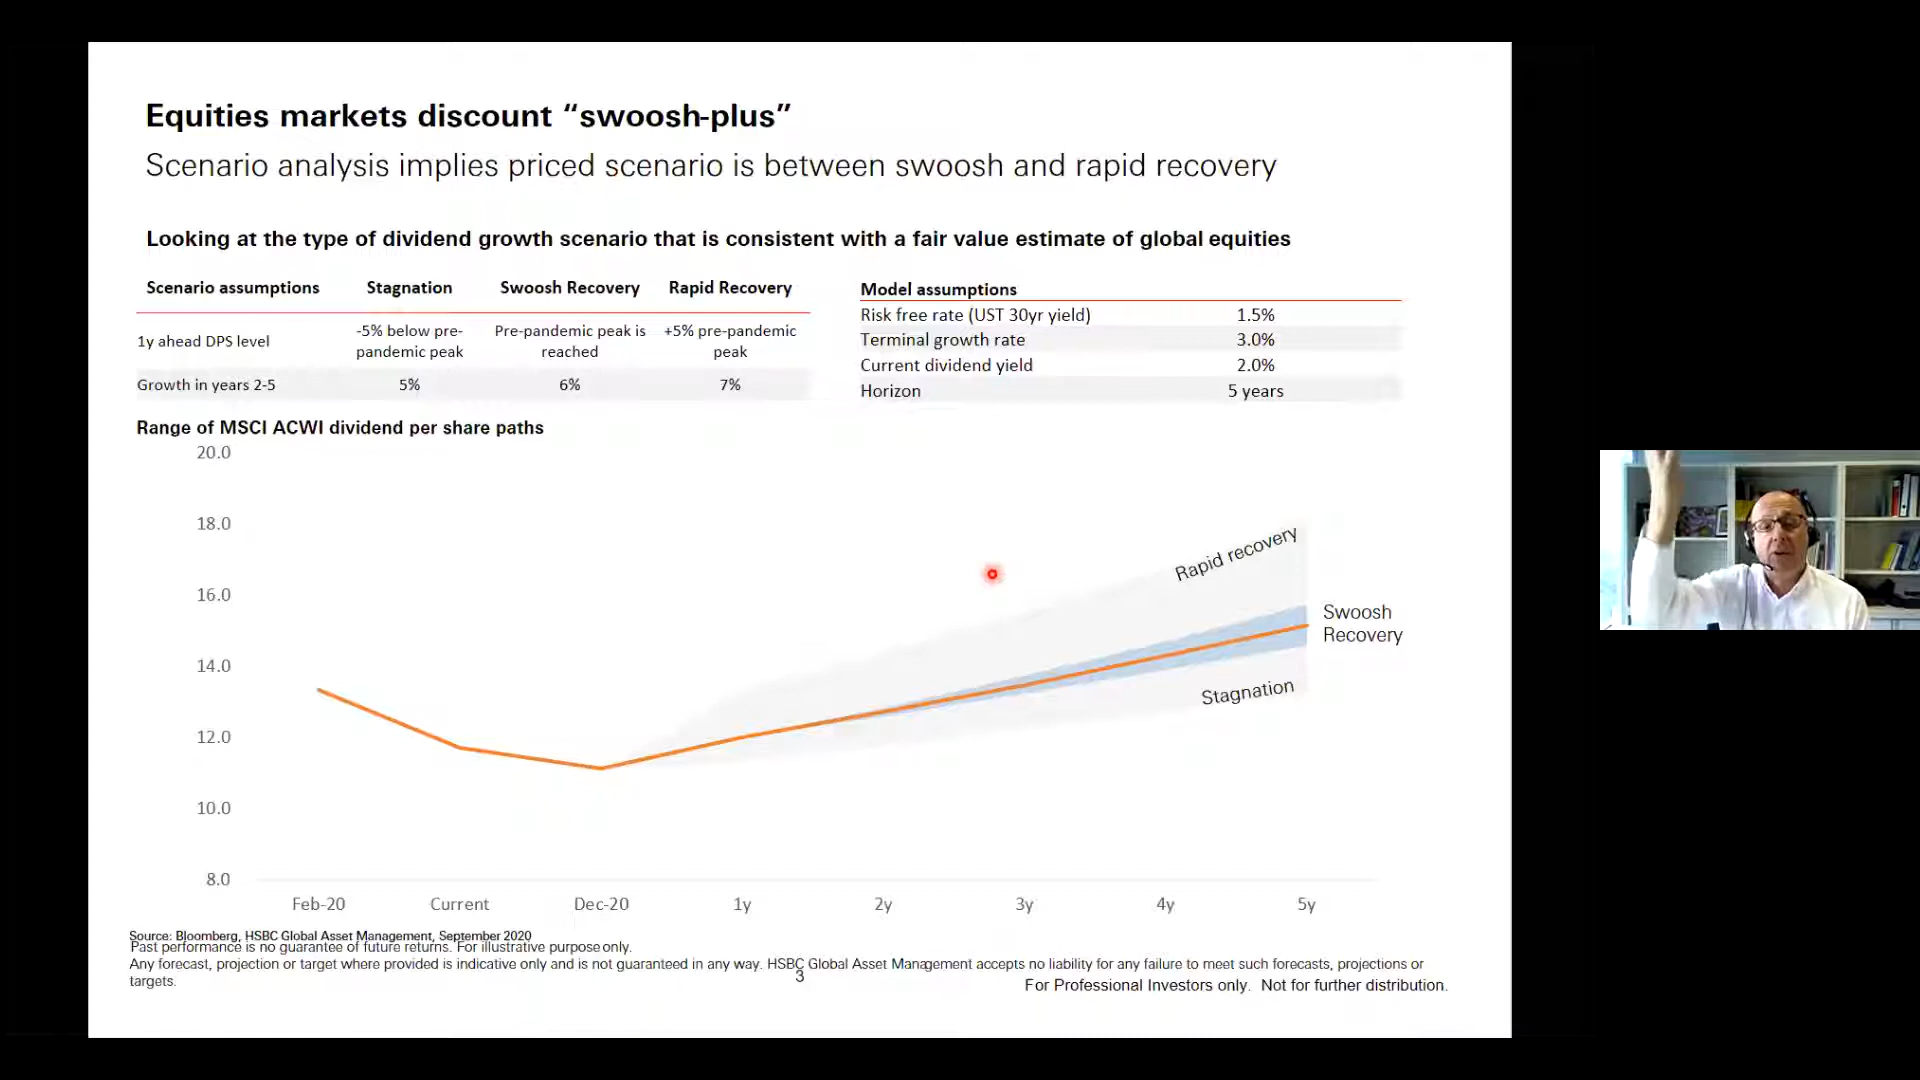 Equities markets discount “swoosh-plus”
Scenario analysis implies priced scenario is between swoosh and rapid recovery
Looking at the type of dividend growth scenario that is consistent with a fair value estimate of global equities
Scenario assumptions Stagnation Swoosh Recovery Rapid Recovery
1y ahead DPS level -5% below pre-pandemic peak Pre-pandemic peak is reached +5% pre-pandemic peak
Growth in years 2-5 5% 6% 7%
Model assumptions
Risk free rate (UST 30yr yield) 1.5%
Terminal growth rate 3.0%
Current dividend yield 2.0%
Horizon 5 years
Range of MSCI ACWI dividend per share paths
20.0
18.0
16.0
14.0
12.0
10.0
8.0
Rapid recovery
Swoosh
Recovery
Stagnation
Feb-20 Current Dec-20 1y 2y 3y 4y 5y
Source: Bloomberg, HSBC Global Asset Management, September 2020
Past performance is no guarantee of future returns. For illustrative purpose only.
Any forecast, projection or target where provided is indicative only and is not guaranteed in any way. HSBC Global Asset Management accepts no liability for any failure to meet such forecasts, projections or
targets.
3
For Professional Investors only. Not for further distribution.